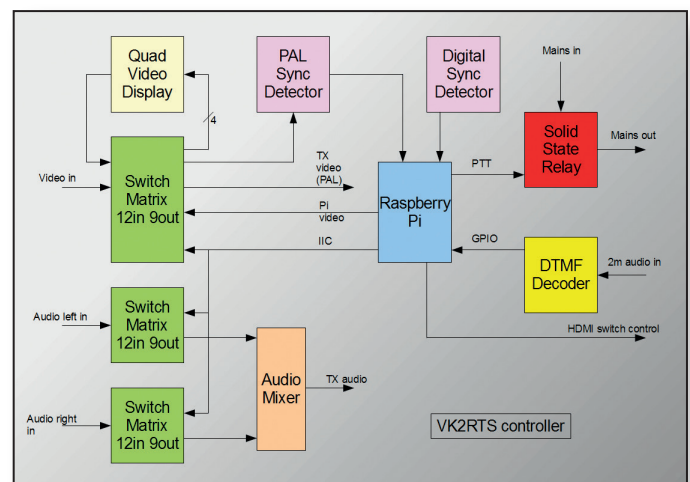 Quad
Video
Display
PAL
Sync
Detector
Digital
Sync
Detector
Mains in
4
Solid
State
Relay
Mains out
Video in
Switch
Matrix
12in 9out
TX
video
(PAL)
Pi
video
IIC
Raspberry
Pi
PTT
GPIO
DTMF
Decoder
2m audio in
HDMI switch control
Audio left in
Switch
Matrix
12in 9out
Audio
Mixer
TX audio
Audio right
in
Switch
Matrix
12in 9out
VK2RTS controller